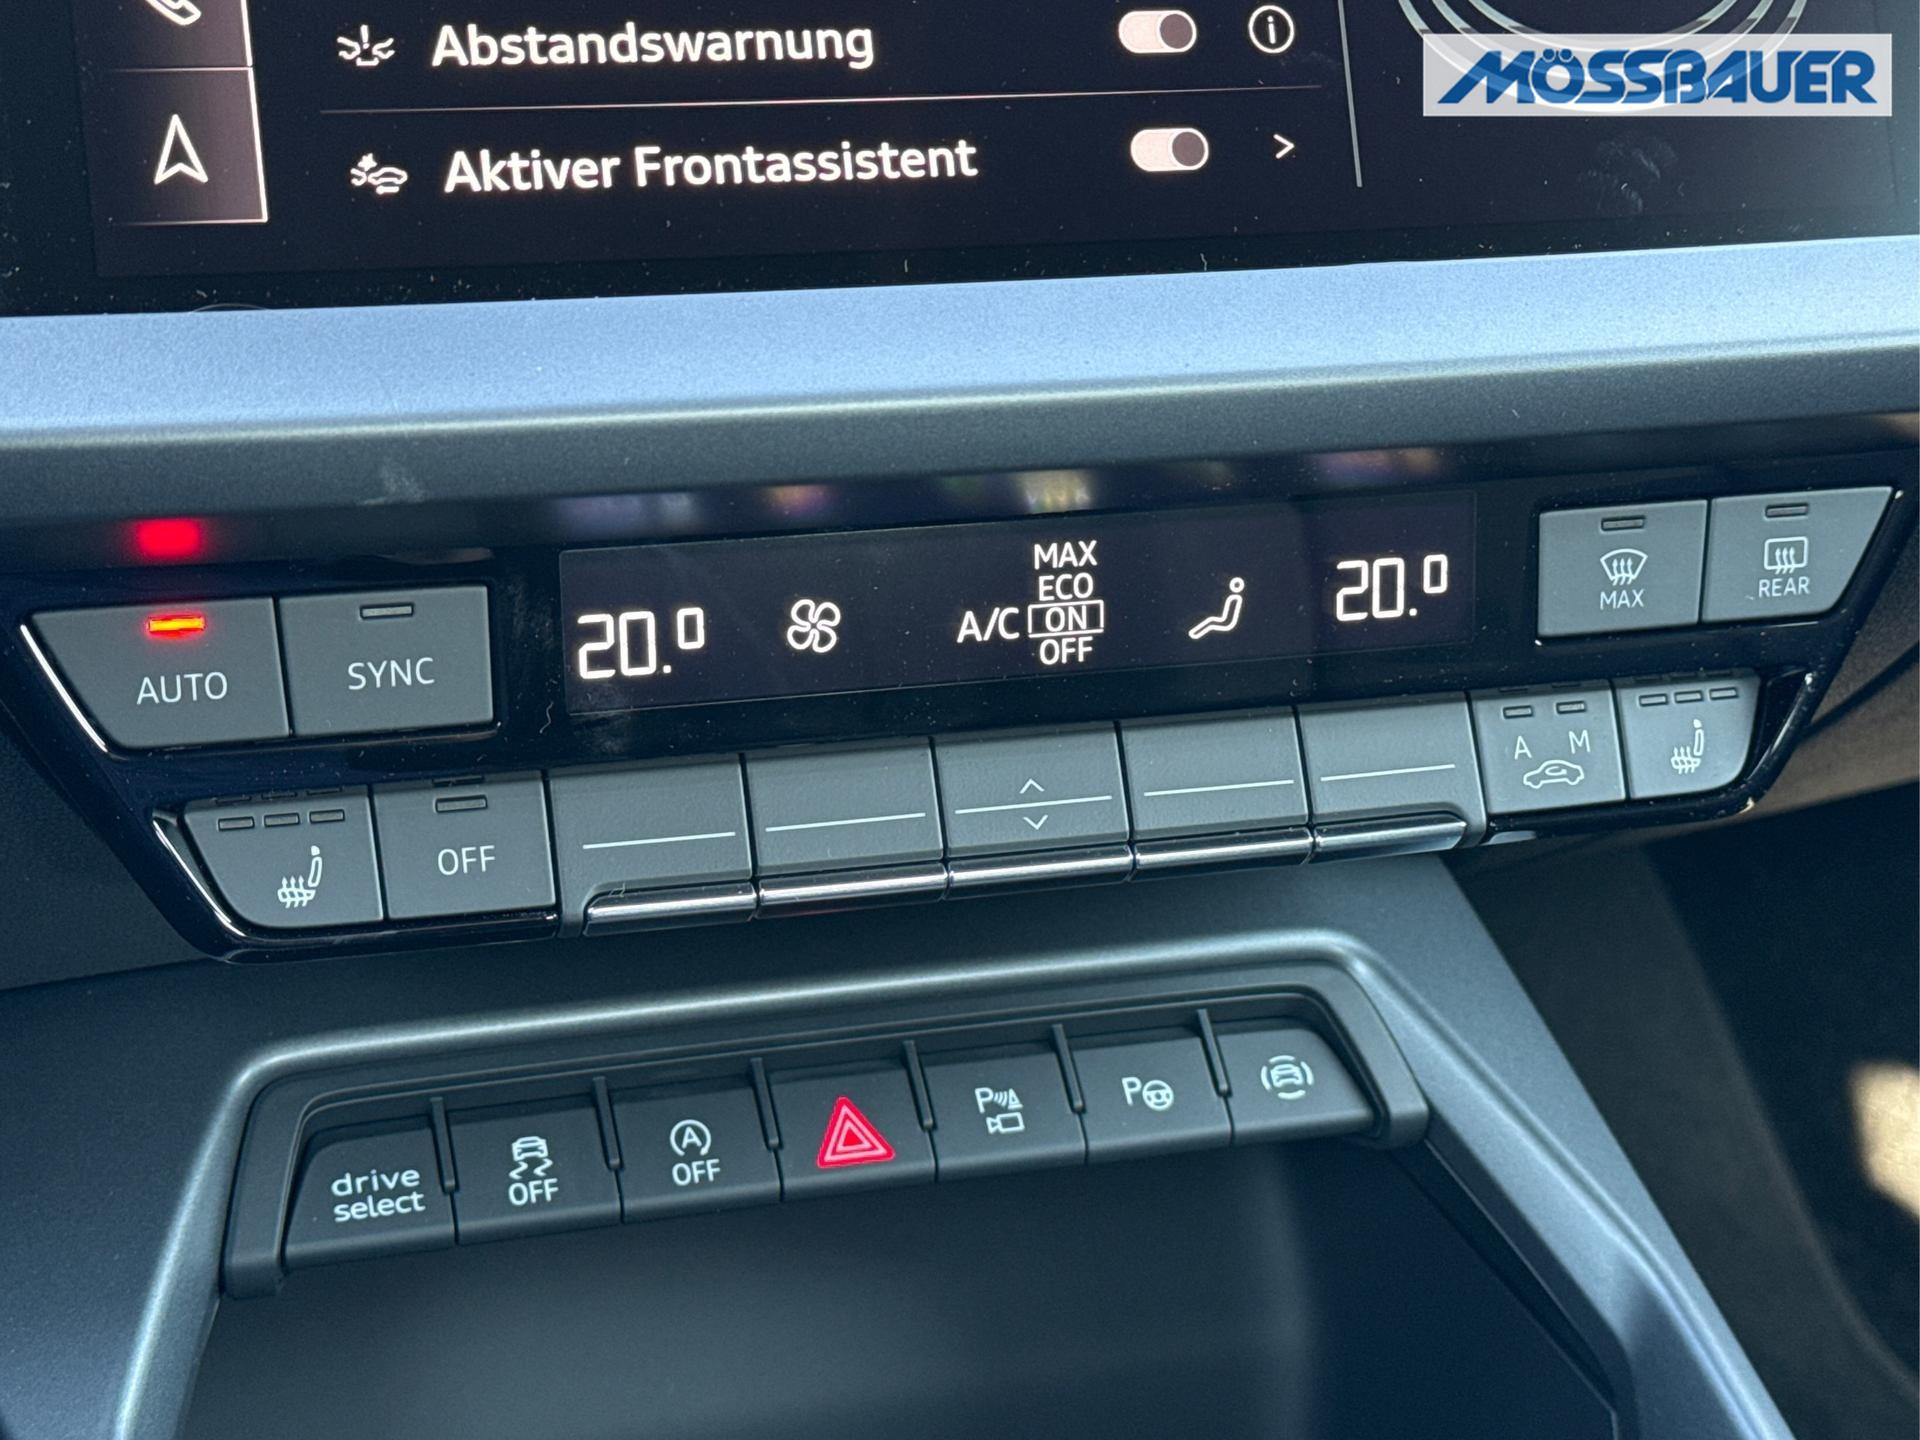 Abstandswarnung
MÖSSBAUER
Aktiver Frontassistent
AUTO
SYNC
20.0
A/C
MAX
ECO
ON
OFF
20.0
MAX
REAR
OFF
A M
drive
select
OFF
A
OFF
P
P